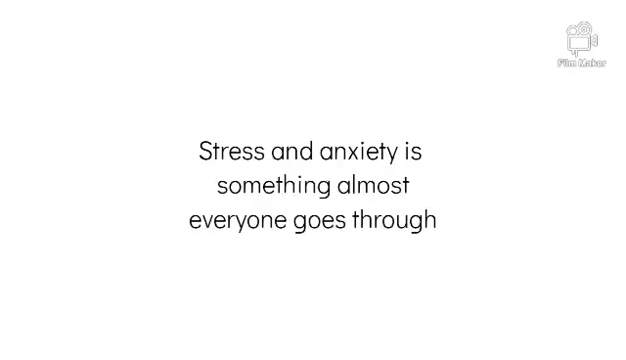 Film Maker
Stress and anxiety is
something almost
everyone goes through